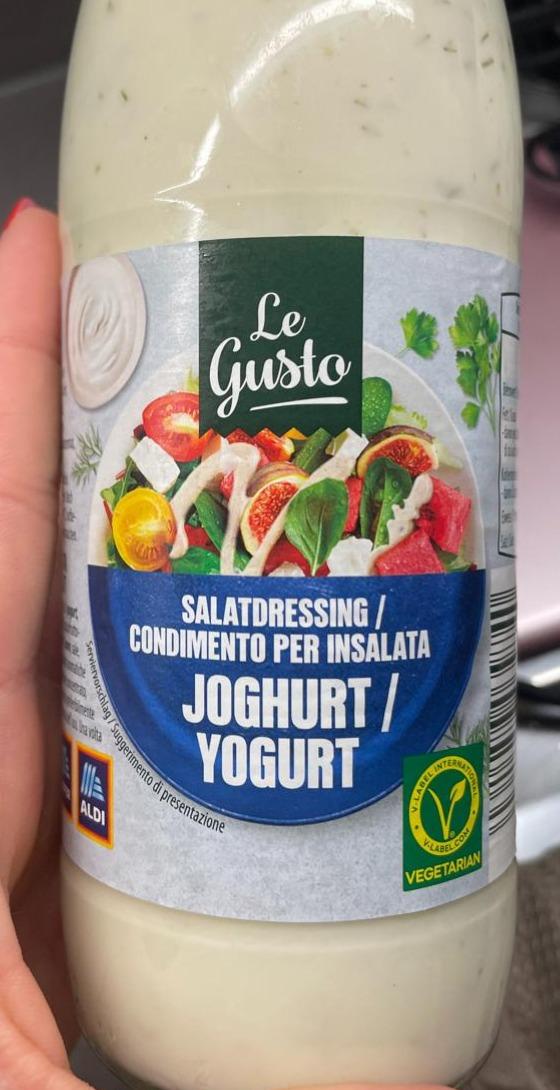 Le
Gusto
SALATDRESSING /
CONDIMENTO PER INSALATA
JOGHURT /
YOGURT
Serviervorschlag / Suggerimento di presentazione
ALDI
V-LABEL INTERNATIONAL
V
V-LABEL.COM
VEGETARIAN